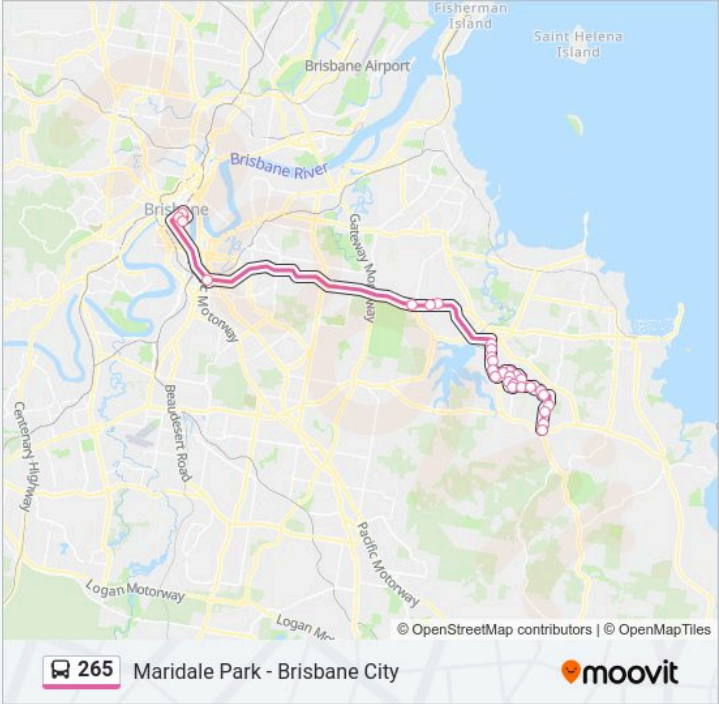 Fisherman
Island
Saint Helena
Island
Brisbane Airport
Brisbane River
Brisbane
Gateway Motorway
Motorway
Beaudesert Road
Centenary Highway
Pacific Motorway
Logan Motorway
Logan Mo
© OpenStreetMap contributors | © OpenMapTiles
265 Maridale Park - Brisbane City
moovit